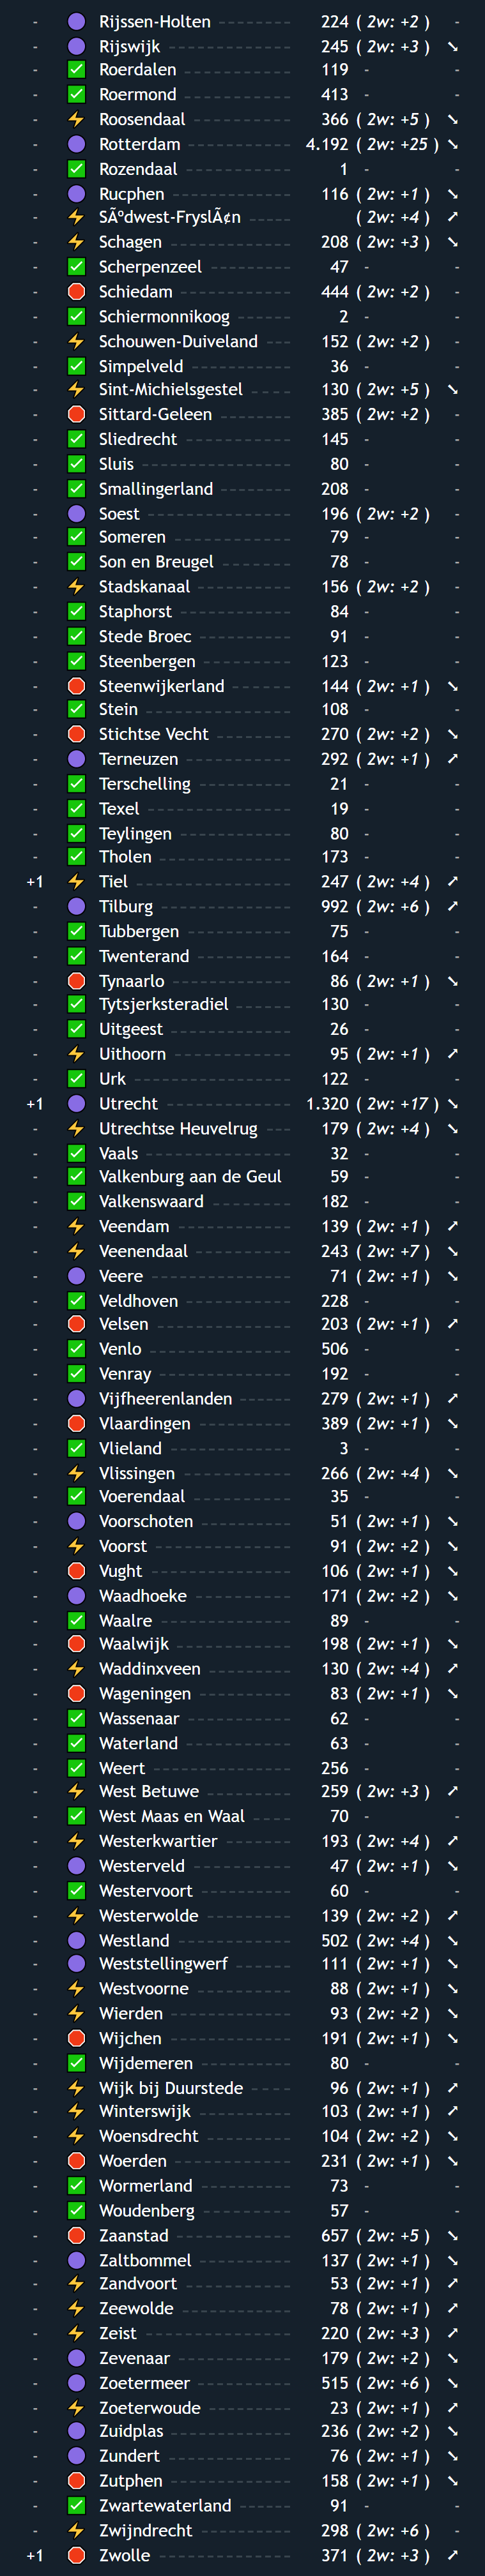 - Rijssen-Holten 224 ( 2w: +2 ) -
- Rijswijk 245 ( 2w: +3 ) ↘
- Roerdalen 119 - -
- Roermond 413 - -
- Roosendaal 366 ( 2w: +5 ) ↘
- Rotterdam 4.192 ( 2w: +25 ) ↘
- Rozendaal 1 - -
- Rucphen 116 ( 2w: +1 ) ↘
- SÃºdwest-FryslÃ¢n ( 2w: +4 ) ↗
- Schagen 208 ( 2w: +3 ) ↘
- Scherpenzeel 47 - -
- Schiedam 444 ( 2w: +2 ) -
- Schiermonnikoog 2 - -
- Schouwen-Duiveland 152 ( 2w: +2 ) -
- Simpelveld 36 - -
- Sint-Michielsgestel 130 ( 2w: +5 ) ↘
- Sittard-Geleen 385 ( 2w: +2 ) -
- Sliedrecht 145 - -
- Sluis 80 - -
- Smallingerland 208 - -
- Soest 196 ( 2w: +2 ) -
- Someren 79 - -
- Son en Breugel 78 - -
- Stadskanaal 156 ( 2w: +2 ) -
- Staphorst 84 - -
- Stede Broec 91 - -
- Steenbergen 123 - -
- Steenwijkerland 144 ( 2w: +1 ) ↘
- Stein 108 - -
- Stichtse Vecht 270 ( 2w: +2 ) ↘
- Terneuzen 292 ( 2w: +1 ) ↗
- Terschelling 21 - -
- Texel 19 - -
- Teylingen 80 - -
- Tholen 173 - -
+1 Tiel 247 ( 2w: +4 ) ↗
- Tilburg 992 ( 2w: +6 ) ↗
- Tubbergen 75 - -
- Twenterand 164 - -
- Tynaarlo 86 ( 2w: +1 ) ↘
- Tytsjerksteradiel 130 - -
- Uitgeest 26 - -
- Uithoorn 95 ( 2w: +1 ) ↗
- Urk 122 - -
+1 Utrecht 1.320 ( 2w: +17 ) ↘
- Utrechtse Heuvelrug 179 ( 2w: +4 ) ↘
- Vaals 32 - -
- Valkenburg aan de Geul 59 - -
- Valkenswaard 182 - -
- Veendam 139 ( 2w: +1 ) ↗
- Veenendaal 243 ( 2w: +7 ) ↘
- Veere 71 ( 2w: +1 ) ↘
- Veldhoven 228 - -
- Velsen 203 ( 2w: +1 ) ↗
- Venlo 506 - -
- Venray 192 - -
- Vijfheerenlanden 279 ( 2w: +1 ) ↗
- Vlaardingen 389 ( 2w: +1 ) ↘
- Vlieland 3 - -
- Vlissingen 266 ( 2w: +4 ) ↘
- Voerendaal 35 - -
- Voorschoten 51 ( 2w: +1 ) ↘
- Voorst 91 ( 2w: +2 ) ↘
- Vught 106 ( 2w: +1 ) ↘
- Waadhoeke 171 ( 2w: +2 ) ↘
- Waalre 89 - -
- Waalwijk 198 ( 2w: +1 ) ↘
- Waddinxveen 130 ( 2w: +4 ) ↗
- Wageningen 83 ( 2w: +1 ) ↘
- Wassenaar 62 - -
- Waterland 63 - -
- Weert 256 - -
- West Betuwe 259 ( 2w: +3 ) ↗
- West Maas en Waal 70 - -
- Westerkwartier 193 ( 2w: +4 ) ↗
- Westerveld 47 ( 2w: +1 ) ↘
- Westervoort 60 - -
- Westerwolde 139 ( 2w: +2 ) ↗
- Westland 502 ( 2w: +4 ) ↘
- Weststellingwerf 111 ( 2w: +1 ) ↘
- Westvoorne 88 ( 2w: +1 ) ↘
- Wierden 93 ( 2w: +2 ) ↘
- Wijchen 191 ( 2w: +1 ) ↘
- Wijdemeren 80 - -
- Wijk bij Duurstede 96 ( 2w: +1 ) ↗
- Winterswijk 103 ( 2w: +1 ) ↗
- Woensdrecht 104 ( 2w: +2 ) ↘
- Woerden 231 ( 2w: +1 ) ↘
- Wormerland 73 - -
- Woudenberg 57 - -
- Zaanstad 657 ( 2w: +5 ) ↘
- Zaltbommel 137 ( 2w: +1 ) ↘
- Zandvoort 53 ( 2w: +1 ) ↗
- Zeewolde 78 ( 2w: +1 ) ↗
- Zeist 220 ( 2w: +3 ) ↗
- Zevenaar 179 ( 2w: +2 ) ↘
- Zoetermeer 515 ( 2w: +6 ) ↘
- Zoeterwoude 23 ( 2w: +1 ) ↗
- Zuidplas 236 ( 2w: +2 ) ↘
- Zundert 76 ( 2w: +1 ) ↘
- Zutphen 158 ( 2w: +1 ) ↘
- Zwartewaterland 91 - -
- Zwijndrecht 298 ( 2w: +6 ) -
+1 Zwolle 371 ( 2w: +3 ) ↗